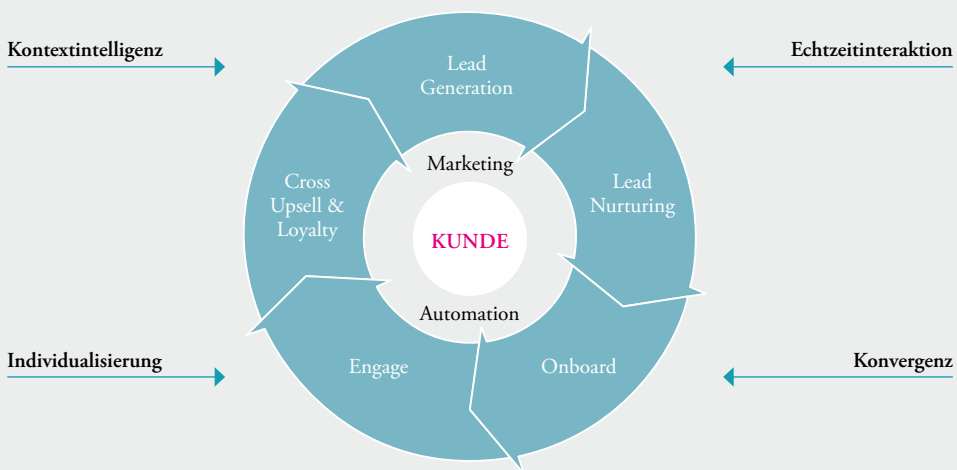 Kontextintelligenz
Echtzeitinteraktion
Lead
Generation
Marketing
Lead
Nurturing
Cross
Upsell &
Loyalty
KUNDE
Automation
Individualisierung
Engage
Onboard
Konvergenz